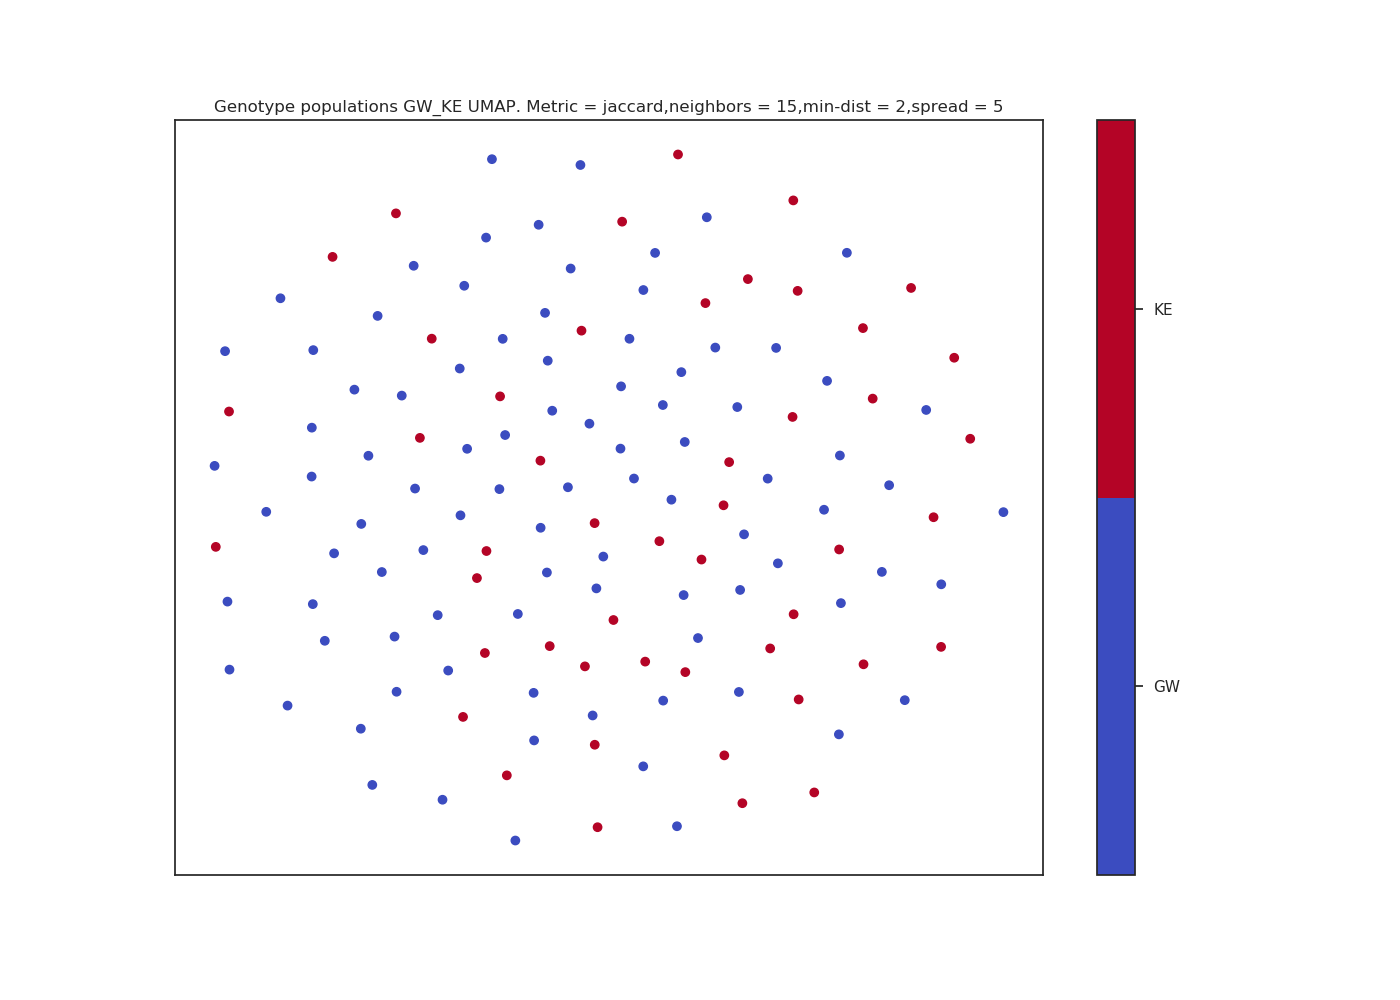 Genotype populations GW_KE UMAP. Metric = jaccard,neighbors = 15,min-dist = 2,spread = 5
KE
GW